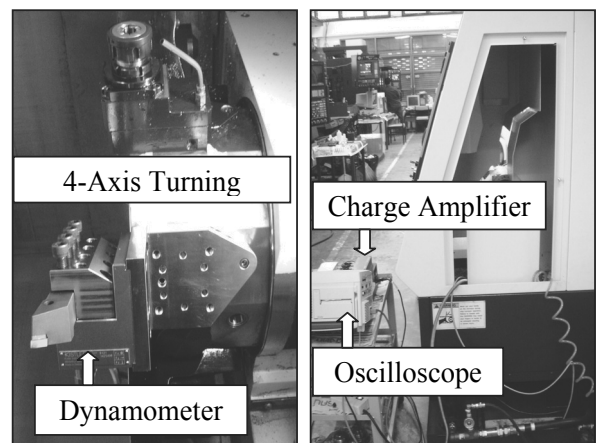 4-Axis Turning
Dynamometer
Charge Amplifier
Oscilloscope